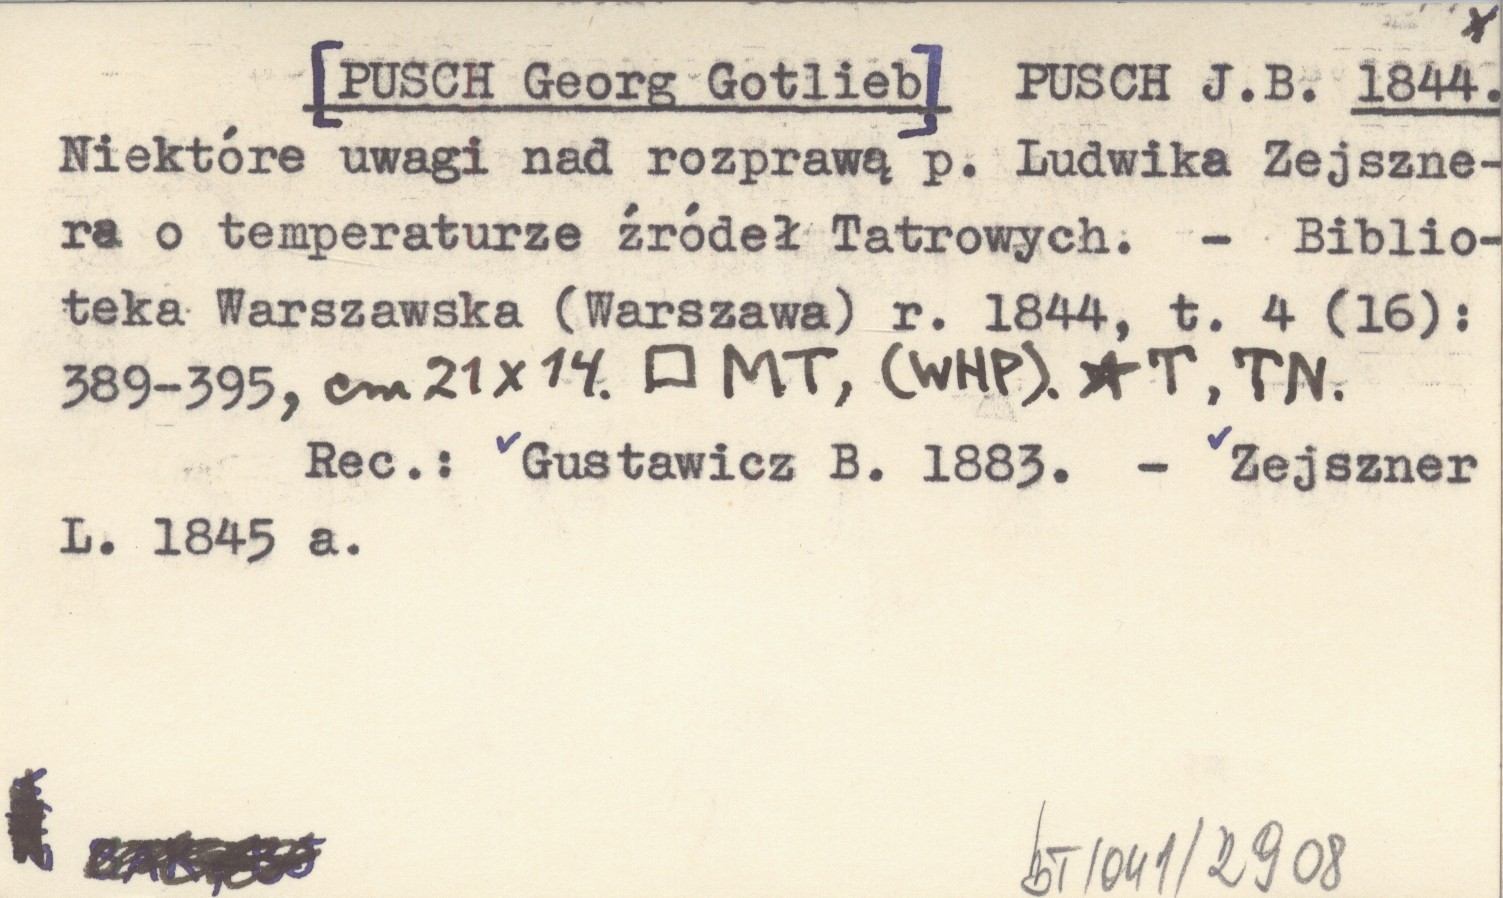 [PUSCH Georg Gotlieb] PUSCH J.B. 1844.
Niektóre uwagi nad rozprawą p. Ludwika Zejszne-
ra o temperaturze źródeł Tatrowych. - Biblio-
teka Warszawska (Warszawa) r. 1844, t. 4 (16):
389-395, cm 21 x 14. □ MT, (WHP). ★ T, TN.
Rec.: ✓Gustawicz B. 1883. - ✓Zejszner
L. 1845 a.
BT/041/2908